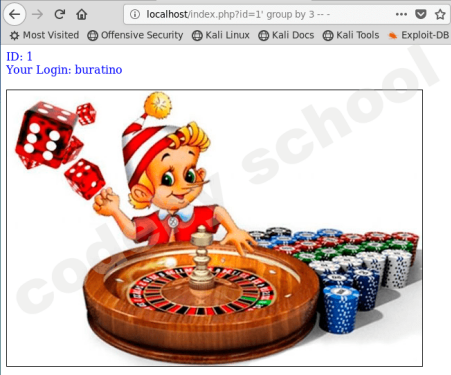 localhost/index.php?id=1' group by 3 -- -
Most Visited Offensive Security Kali Linux Kali Docs Kali Tools Exploit-DB
ID: 1
Your Login: buratino
codeby school